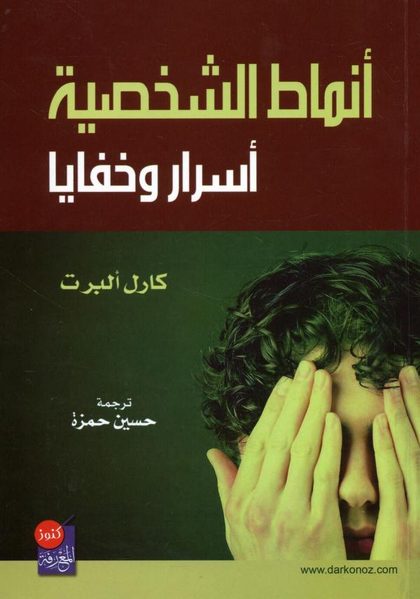 أنماط الشخصية
أسرار وخفايا
كارل ألبرت
ترجمة
حسين حمزة
كنوز
المعرفة
www.darkonoz.com